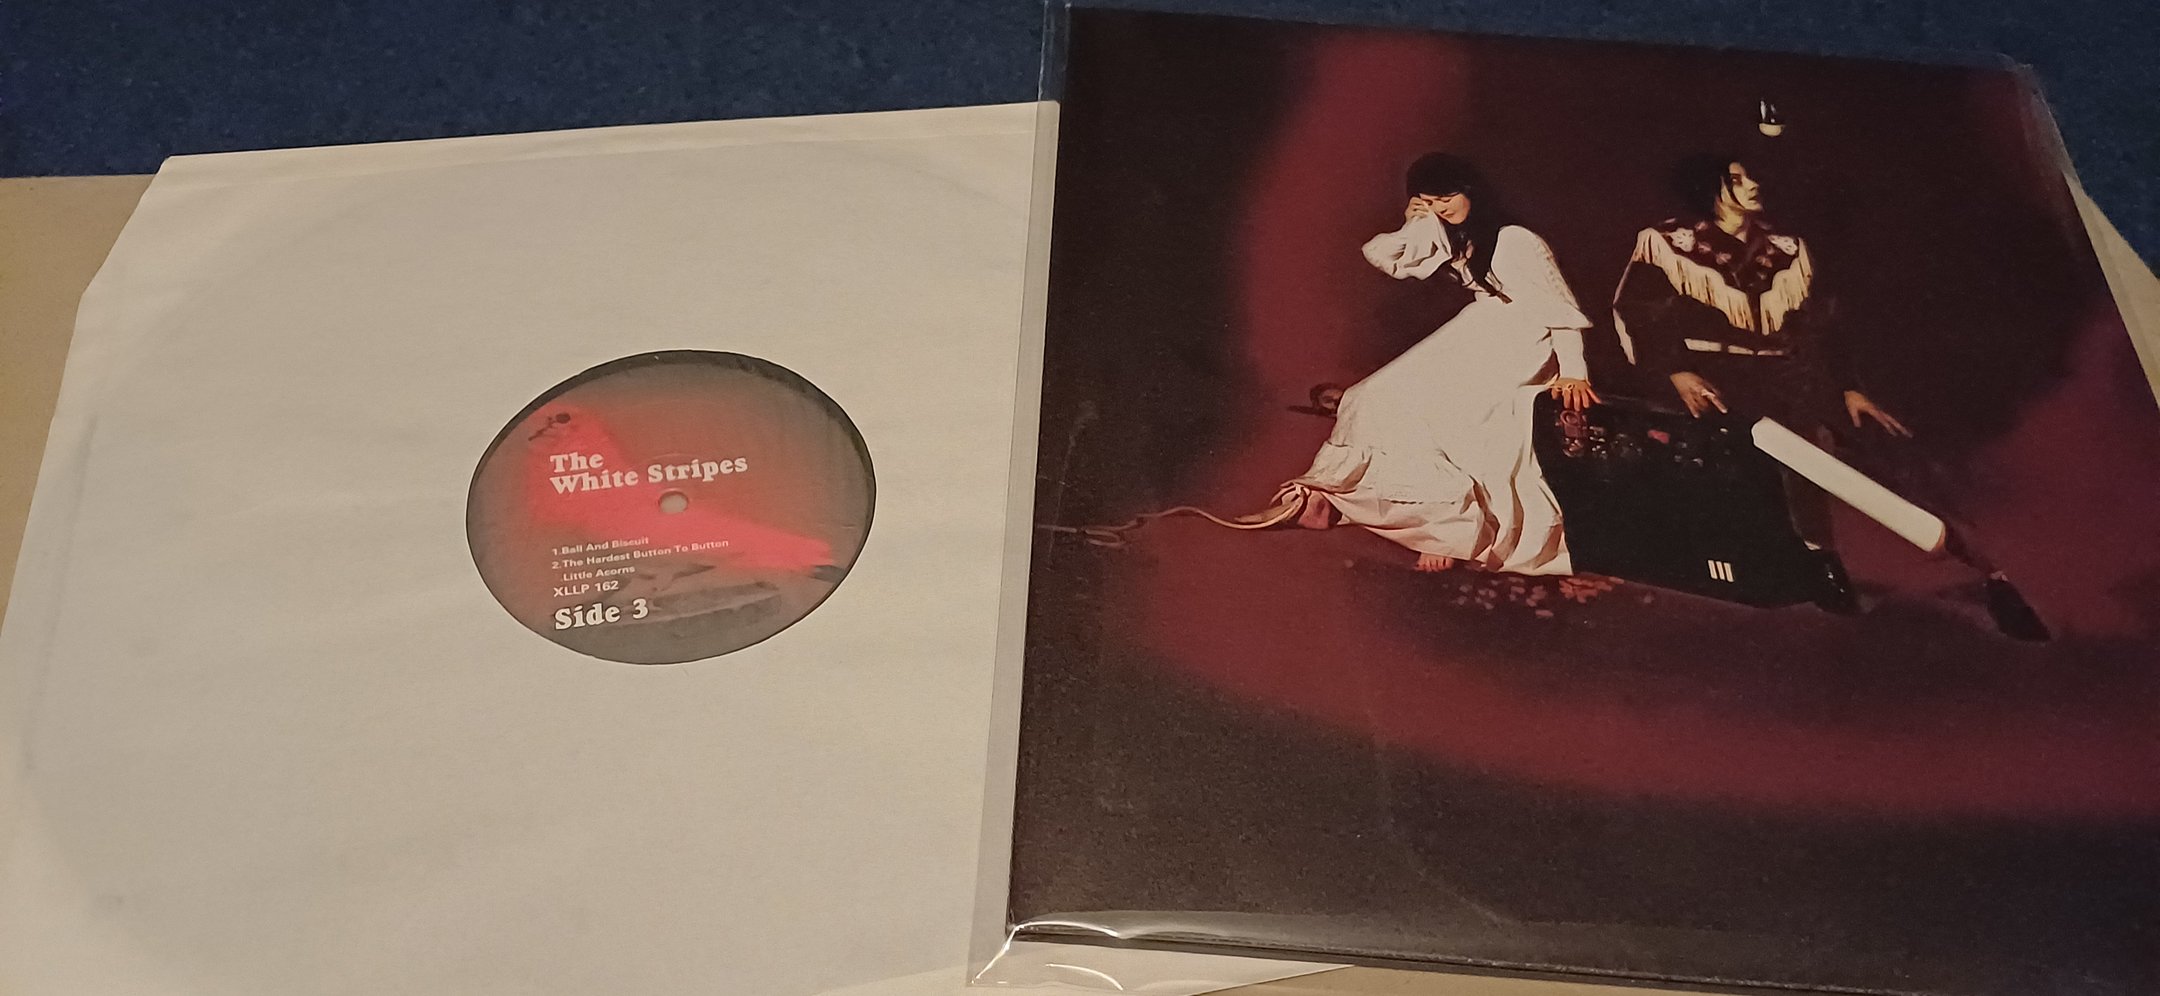 The
White Stripes
1. Ball And Biscuit
2. The Hardest Button To Button
. Little Acorns
XLLP 162
Side 3
III